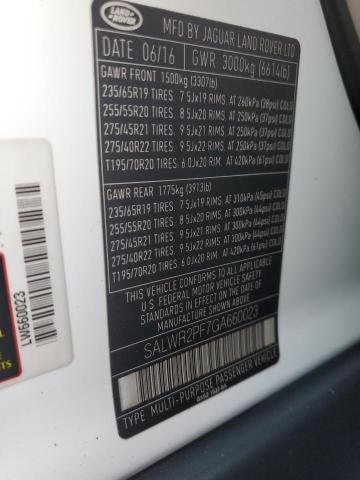 LAND ROVER
MFD BY JAGUAR LAND ROVER LTD
DATE 06/16 GWR 3000kg (6614lb)
GAWR FRONT 1500kg (3307lb)
235/65R19 TIRES. 7.5Jx19 RIMS. AT 260kPa (38psi) COLD
255/55R20 TIRES. 8.5Jx20 RIMS. AT 250kPa (37psi) COLD
275/45R21 TIRES. 9.5Jx21 RIMS. AT 250kPa (37psi) COLD
275/40R22 TIRES. 9.5Jx22 RIMS. AT 250kPa (37psi) COLD
T195/70R20 TIRES. 6.0Jx20 RIMS. AT 420kPa (61psi) COLD
GAWR REAR 1775kg (3913lb)
235/65R19 TIRES. 7.5Jx19 RIMS. AT 310kPa (45psi) COLD
255/55R20 TIRES. 8.5Jx20 RIMS. AT 300kPa (44psi) COLD
275/45R21 TIRES. 9.5Jx21 RIMS. AT 300kPa (44psi) COLD
275/40R22 TIRES. 9.5Jx22 RIMS. AT 300kPa (44psi) COLD
T195/70R20 TIRES. 6.0Jx20 RIMS. AT 420kPa (61psi) COLD
THIS VEHICLE CONFORMS TO ALL APPLICABLE
U.S. FEDERAL MOTOR VEHICLE SAFETY
STANDARDS IN EFFECT ON THE DATE OF
MANUFACTURE SHOWN ABOVE
SALWR2PF7GA660023
TYPE: MULTI-PURPOSE PASSENGER VEHICLE
LW660023